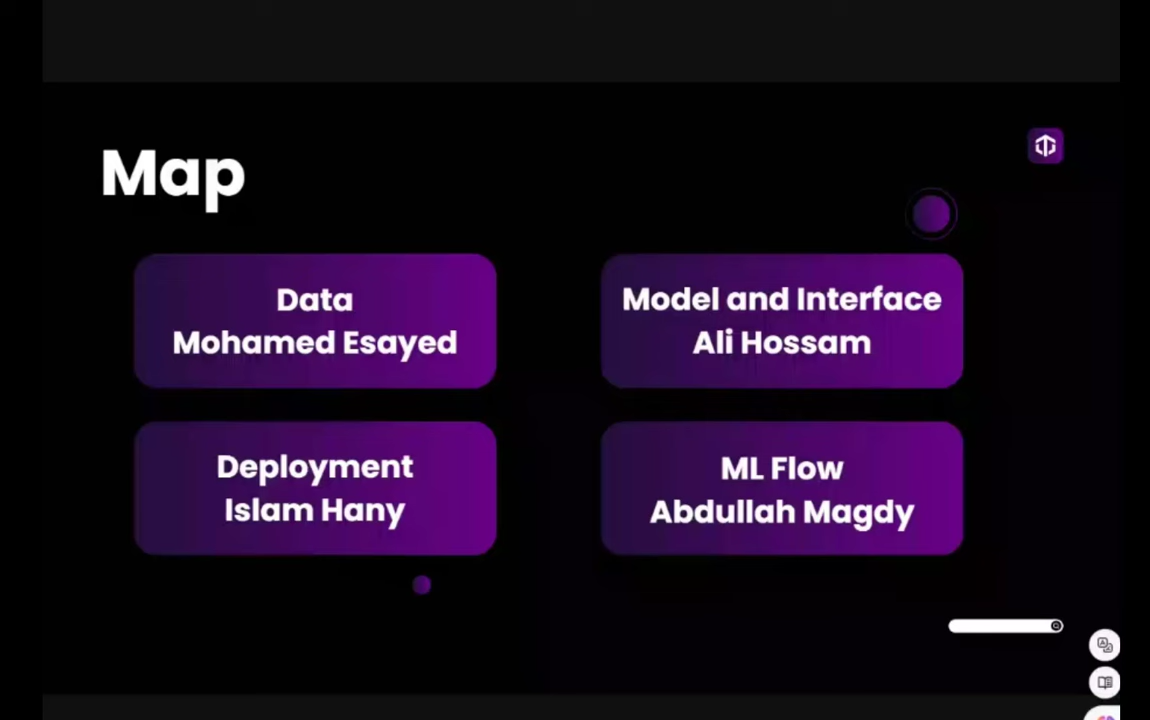 Map
Data
Mohamed Esayed
Model and Interface
Ali Hossam
Deployment
Islam Hany
ML Flow
Abdullah Magdy